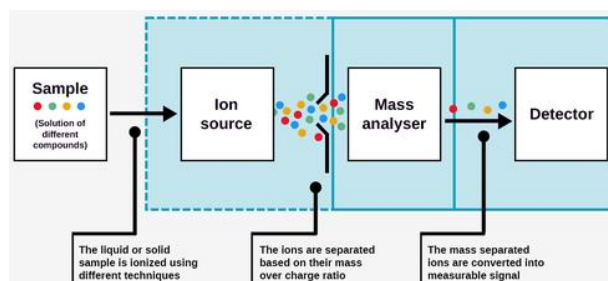 Sample
(Solution of
different
compounds)
Ion
source
Mass
analyser
Detector
The liquid or solid
sample is ionized using
different techniques
The ions are separated
based on their mass
over charge ratio
The mass separated
ions are converted into
measurable signal